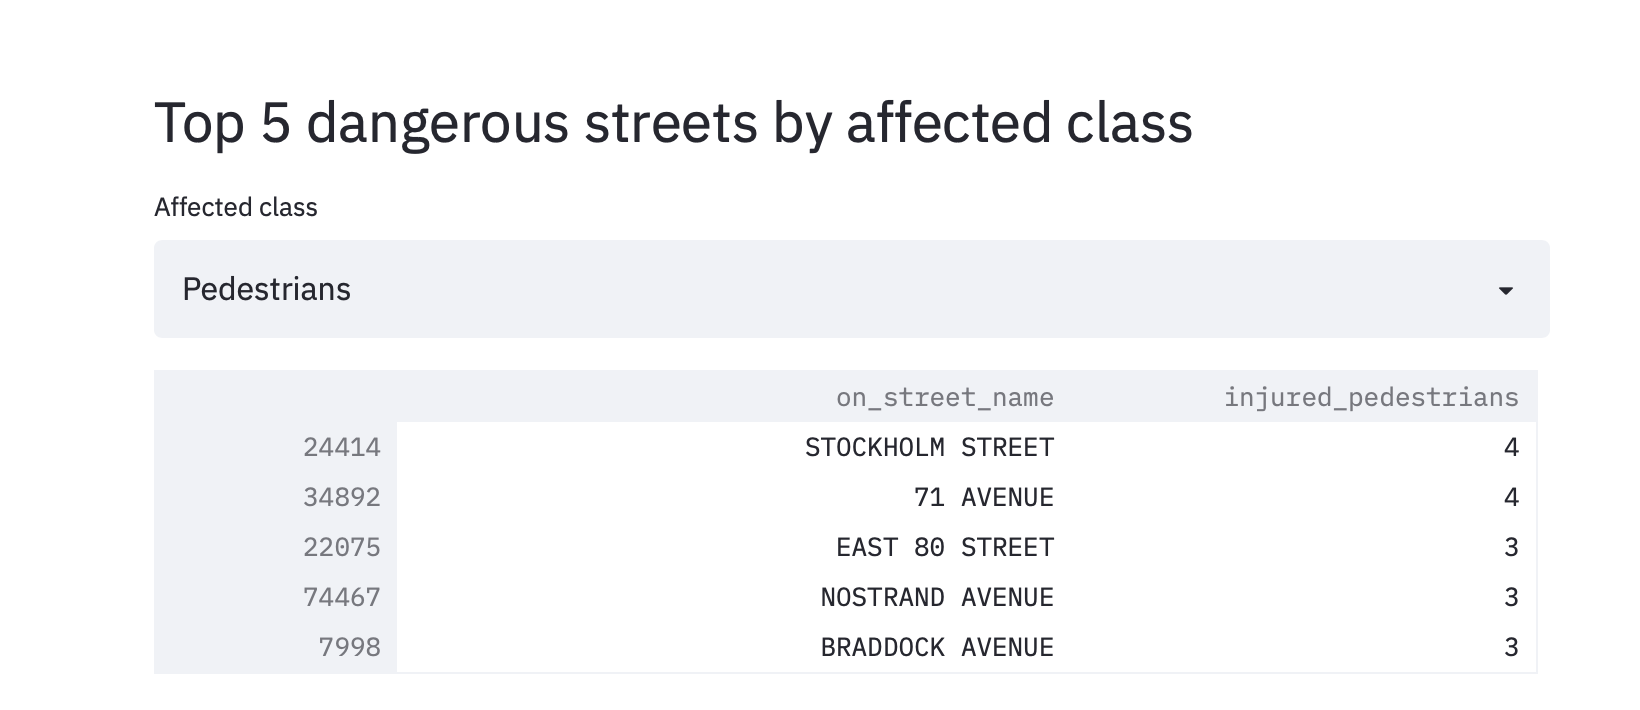 Top 5 dangerous streets by affected class
Affected class
Pedestrians
on_street_name injured_pedestrians
24414 STOCKHOLM STREET 4
34892 71 AVENUE 4
22075 EAST 80 STREET 3
74467 NOSTRAND AVENUE 3
7998 BRADDOCK AVENUE 3